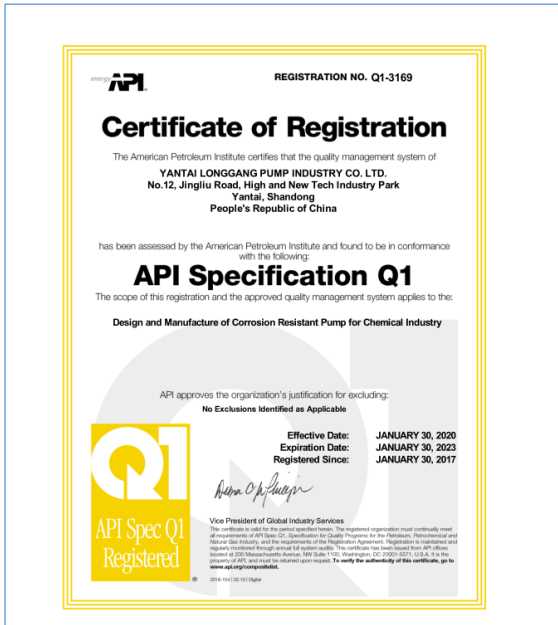 energy API
REGISTRATION NO. Q1-3169
Certificate of Registration
The American Petroleum Institute certifies that the quality management system of
YANTAI LONGGANG PUMP INDUSTRY CO. LTD.
No.12, Jingliu Road, High and New Tech Industry Park
Yantai, Shandong
People's Republic of China
has been assessed by the American Petroleum Institute and found to be in conformance
with the following:
API Specification Q1
The scope of this registration and the approved quality management system applies to the:
Design and Manufacture of Corrosion Resistant Pump for Chemical Industry
API approves the organization's justification for excluding:
No Exclusions Identified as Applicable
Effective Date: JANUARY 30, 2020
Expiration Date: JANUARY 30, 2023
Registered Since: JANUARY 30, 2017
Q1
API Spec Q1
Registered
Vice President of Global Industry Services
This certificate is valid for the period specified herein. The registered organization must continually meet
all requirements of API Spec Q1, Specification for Quality Programs for the Petroleum, Petrochemical and
Natural Gas Industry, and the requirements of the Registration Agreement. Registration is maintained and
regularly monitored through annual full system audits. This certificate has been issued from API offices
located at 200 Massachusetts Avenue, NW Suite 1100, Washington, DC 20001-5571, U.S.A. It is the
property of API, and must be returned upon request. To verify the authenticity of this certificate, go to
www.api.org/compositelist.
Digital